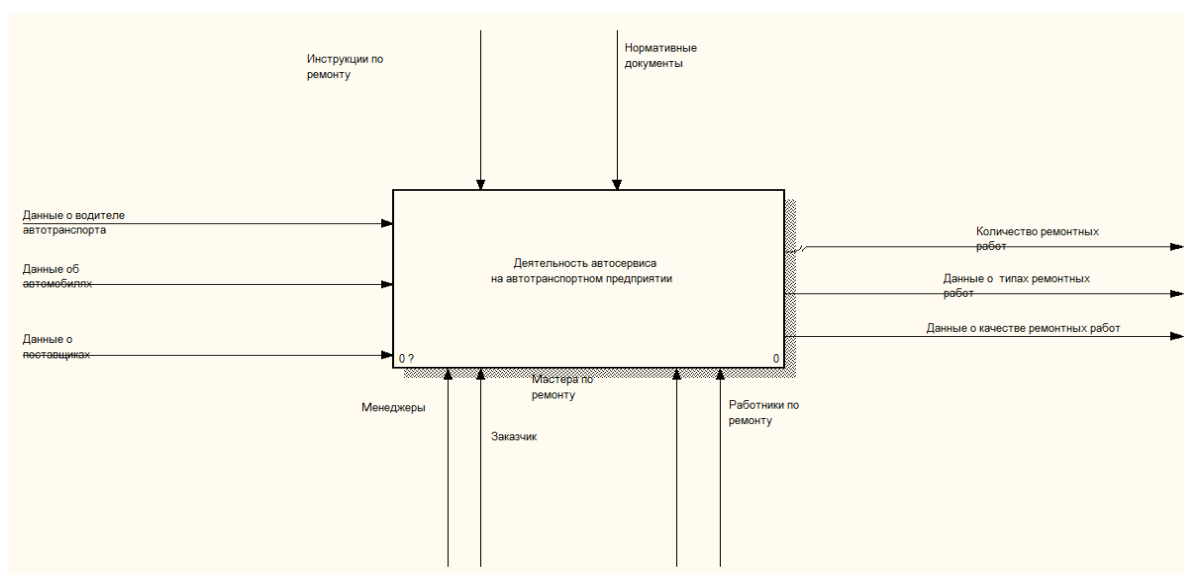 Инструкции по
ремонту
Нормативные
документы
Данные о водителе
автотранспорта
Данные об
автомобилях
Данные о
поставщиках
Деятельность автосервиса
на автотранспортном предприятии
0 ?
0
Количество ремонтных
работ
Данные о типах ремонтных
работ
Данные о качестве ремонтных работ
Менеджеры
Заказчик
Мастера по
ремонту
Работники по
ремонту